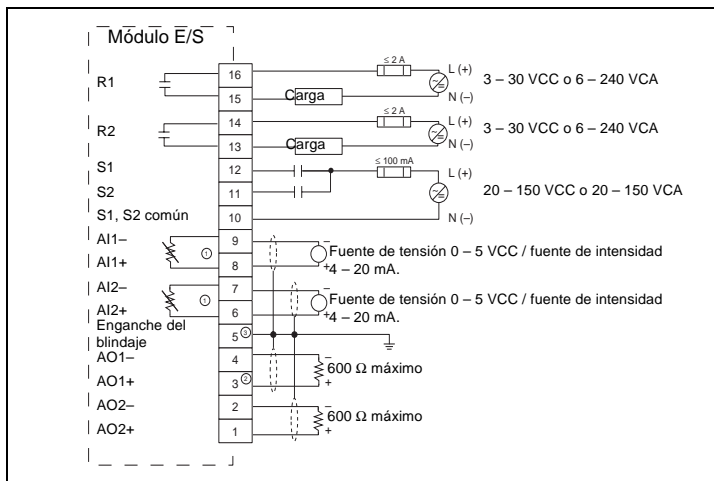 Módulo E/S
R1
16
≤ 2 A
L (+)
3 – 30 VCC o 6 – 240 VCA
15
Carga
N (–)
R2
14
≤ 2 A
L (+)
3 – 30 VCC o 6 – 240 VCA
13
Carga
N (–)
S1
12
≤ 100 mA
L (+)
S2
11
20 – 150 VCC o 20 – 150 VCA
S1, S2 común
10
N (–)
AI1–
9
–
Fuente de tensión 0 – 5 VCC / fuente de intensidad
①
AI1+
8
+
4 – 20 mA.
AI2–
7
–
Fuente de tensión 0 – 5 VCC / fuente de intensidad
①
AI2+
6
+
4 – 20 mA.
Enganche del
blindaje
5 ③
AO1–
4
–
600 Ω máximo
AO1+
3 ②
+
AO2–
2
–
600 Ω máximo
AO2+
1
+